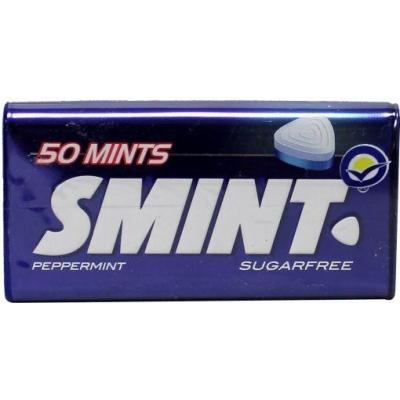 50 MINTS
SMINT
PEPPERMINT
SUGARFREE